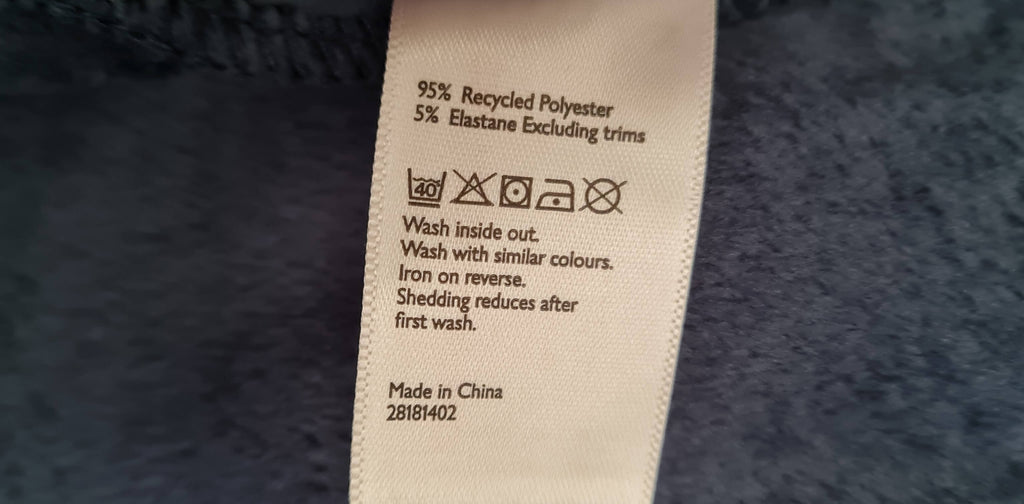 95% Recycled Polyester
5% Elastane Excluding trims
40
Wash inside out.
Wash with similar colours.
Iron on reverse.
Shedding reduces after
first wash.
Made in China
28181402